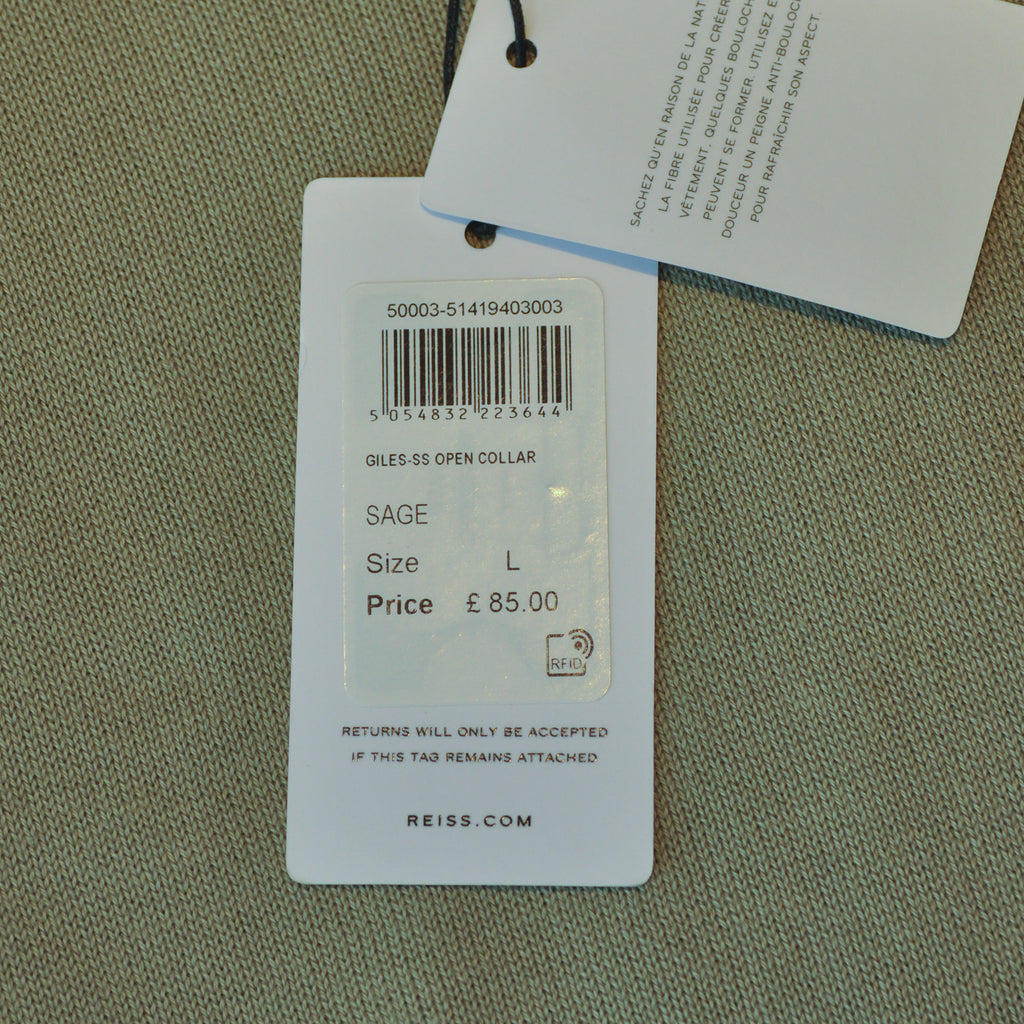 SACHEZ QU'EN RAISON DE LA NAT
LA FIBRE UTILISÉE POUR CRÉER
VÊTEMENT, QUELQUES BOULOCH
PEUVENT SE FORMER. UTILISEZ E
DOUCEUR UN PEIGNE ANTI-BOULOCH
POUR RAFRAÎCHIR SON ASPECT.
50003-51419403003
5 054832 223644
GILES-SS OPEN COLLAR
SAGE
Size L
Price £ 85.00
RFID
RETURNS WILL ONLY BE ACCEPTED
IF THIS TAG REMAINS ATTACHED
REISS.COM